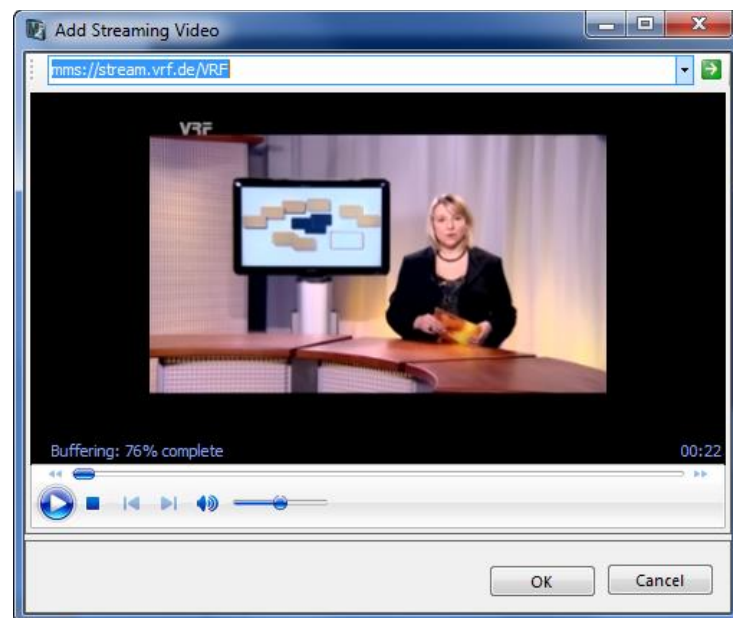 Add Streaming Video
mms://stream.vrf.de/VRF
VRF
Buffering: 76% complete
00:22
OK
Cancel